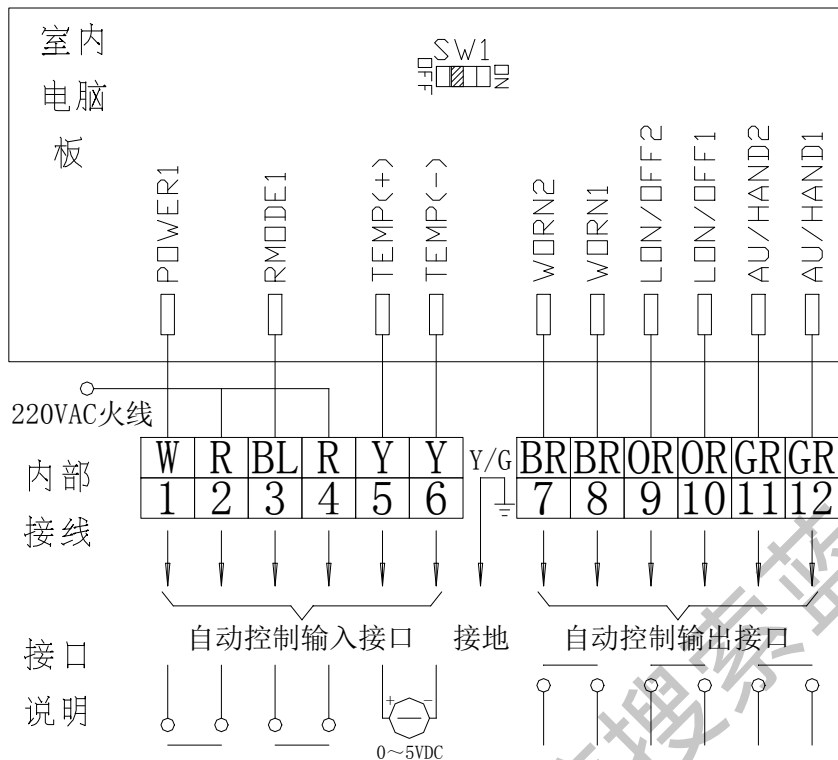 室内
电脑
板
SW1
OFF
ON
POWER1
RMODE1
TEMP(+)
TEMP(-)
WORN2
WORN1
LON/OFF2
LON/OFF1
AU/HAND2
AU/HAND1
220VAC火线
内部
接线
W R BL R Y Y Y/G BR BR OR OR GR GR
1 2 3 4 5 6 7 8 9 10 11 12
自动控制输入接口 接地 自动控制输出接口
接口
说明
+ -
0～5VDC
搜索蓝